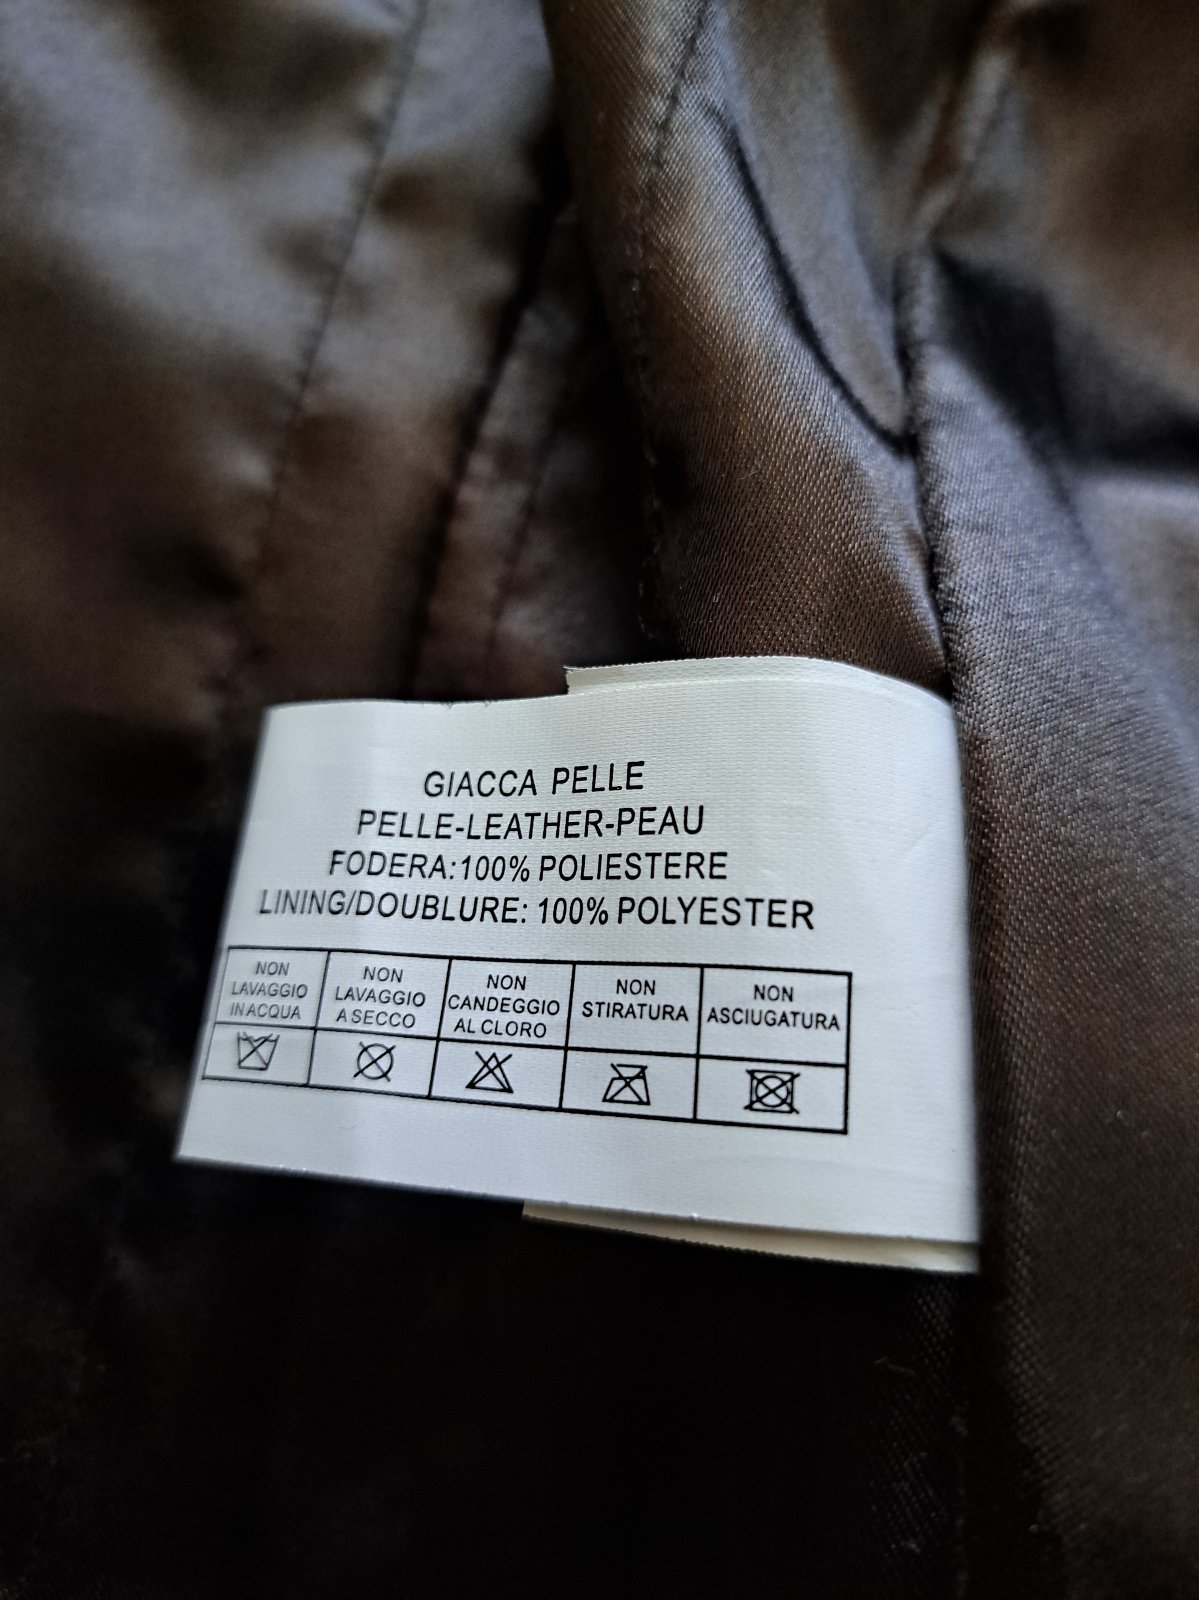 GIACCA PELLE
PELLE-LEATHER-PEAU
FODERA:100% POLIESTERE
LINING/DOUBLURE: 100% POLYESTER
NON LAVAGGIO IN ACQUA
NON LAVAGGIO A SECCO
NON CANDEGGIO AL CLORO
NON STIRATURA
NON ASCIUGATURA